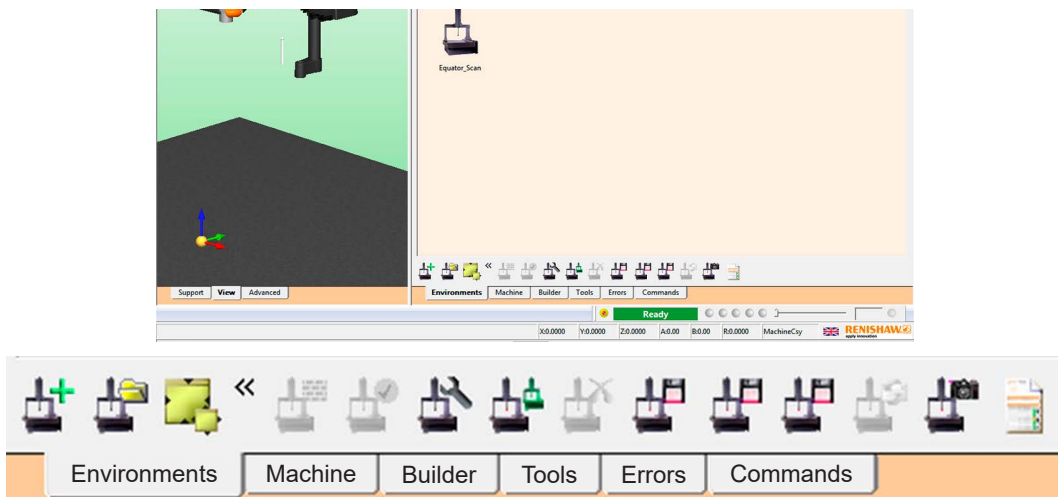 Equator_Scan
«
Support View Advanced
Environments Machine Builder Tools Errors Commands
Ready
X:0.0000 Y:0.0000 Z:0.0000 A:0.00 B:0.00 R:0.0000 MachineCsy RENISHAW
apply innovation
«
Environments Machine Builder Tools Errors Commands